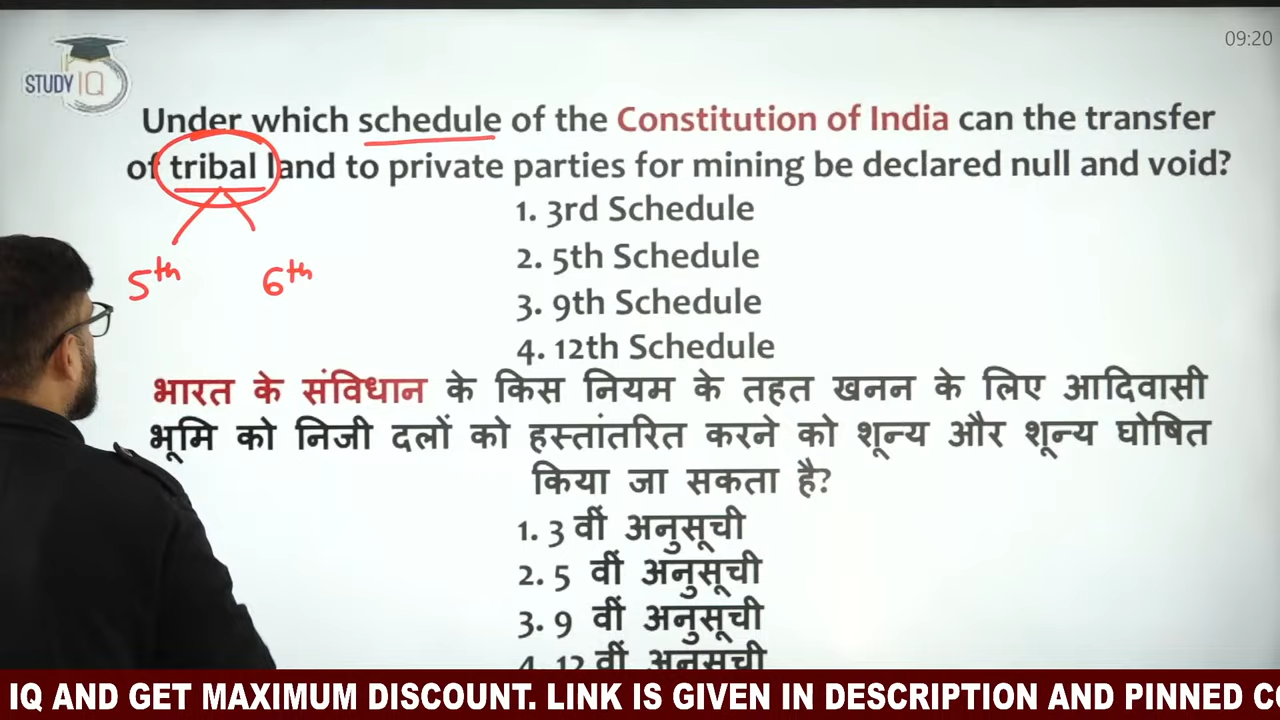 09:20
STUDY IQ
Under which schedule of the Constitution of India can the transfer
of tribal land to private parties for mining be declared null and void?
1. 3rd Schedule
2. 5th Schedule
3. 9th Schedule
4. 12th Schedule
5th 6th
भारत के संविधान के किस नियम के तहत खनन के लिए आदिवासी
भूमि को निजी दलों को हस्तांतरित करने को शून्य और शून्य घोषित
किया जा सकता है?
1. 3 वीं अनुसूची
2. 5 वीं अनुसूची
3. 9 वीं अनुसूची
4. 12 वीं अनुसूची
IQ AND GET MAXIMUM DISCOUNT. LINK IS GIVEN IN DESCRIPTION AND PINNED